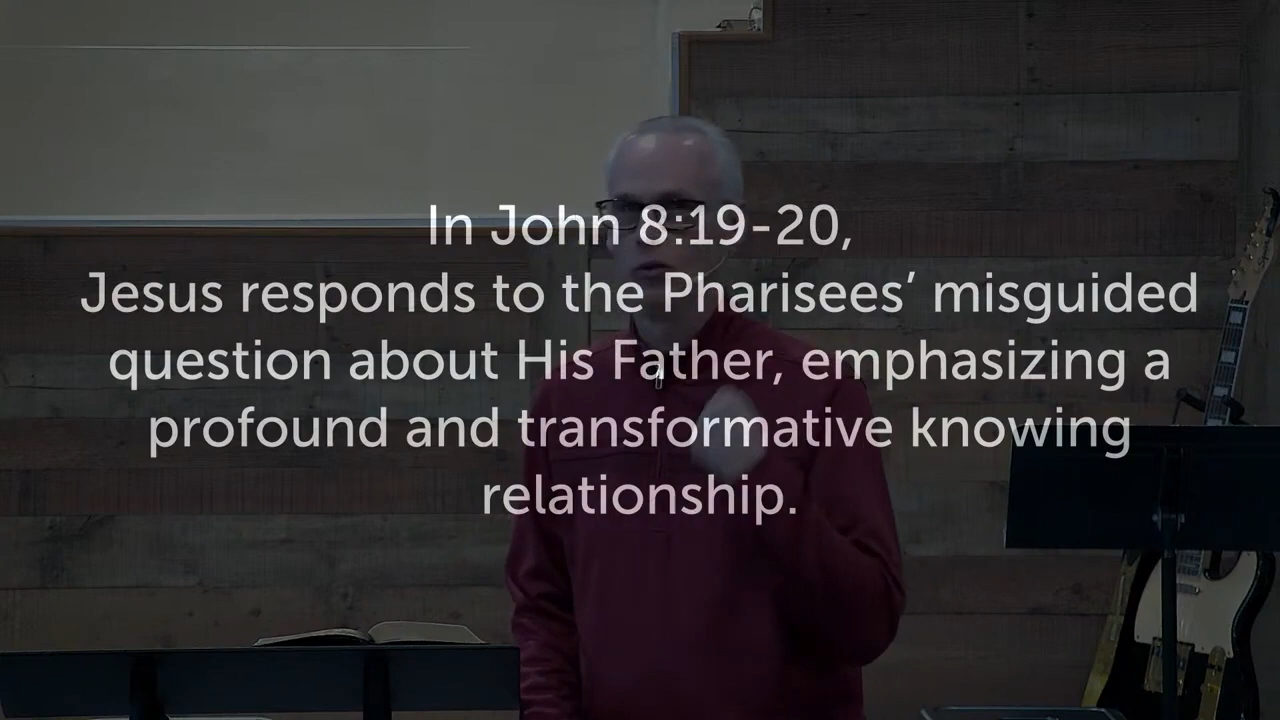 In John 8:19-20,
Jesus responds to the Pharisees’ misguided
question about His Father, emphasizing a
profound and transformative knowing
relationship.